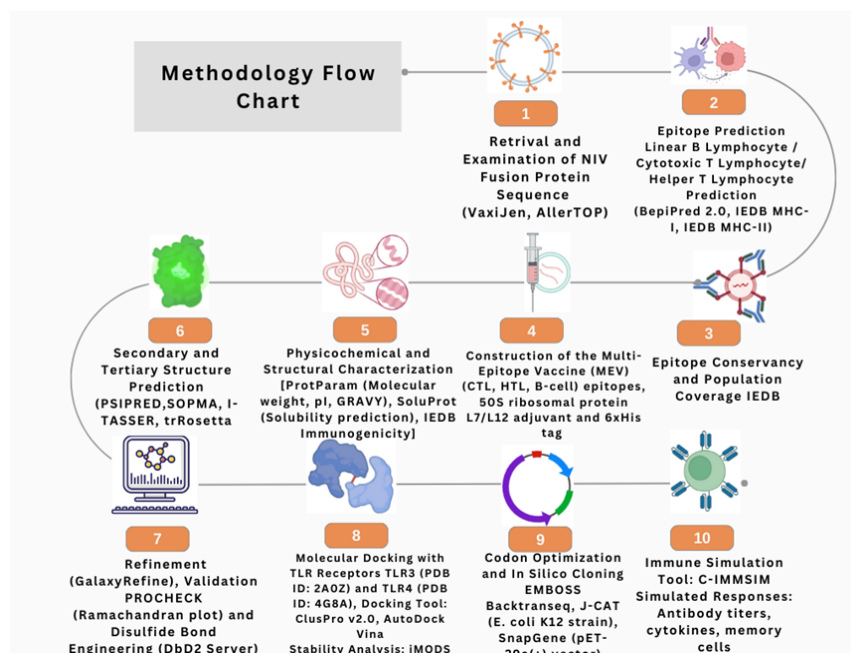 Methodology Flow
Chart
1
Retrival and
Examination of NIV
Fusion Protein
Sequence
(VaxiJen, AllerTOP)
2
Epitope Prediction
Linear B Lymphocyte /
Cytotoxic T Lymphocyte/
Helper T Lymphocyte
Prediction
(BepiPred 2.0, IEDB MHC-
I, IEDB MHC-II)
3
Epitope Conservancy
and Population
Coverage IEDB
4
Construction of the Multi-
Epitope Vaccine (MEV)
(CTL, HTL, B-cell) epitopes,
50S ribosomal protein
L7/L12 adjuvant and 6xHis
tag
5
Physicochemical and
Structural Characterization
[ProtParam (Molecular
weight, pI, GRAVY), SoluProt
(Solubility prediction), IEDB
Immunogenicity]
6
Secondary and
Tertiary Structure
Prediction
(PSIPRED,SOPMA, I-
TASSER, trRosetta
7
Refinement
(GalaxyRefine), Validation
PROCHECK
(Ramachandran plot) and
Disulfide Bond
Engineering (DbD2 Server)
8
Molecular Docking with
TLR Receptors TLR3 (PDB
ID: 2A0Z) and TLR4 (PDB
ID: 4G8A), Docking Tool:
ClusPro v2.0, AutoDock
Vina
Stability Analysis: iMODS
9
Codon Optimization
and In Silico Cloning
EMBOSS
Backtranseq, J-CAT
(E. coli K12 strain),
SnapGene (pET-
10
Immune Simulation
Tool: C-IMMSIM
Simulated Responses:
Antibody titers,
cytokines, memory
cells